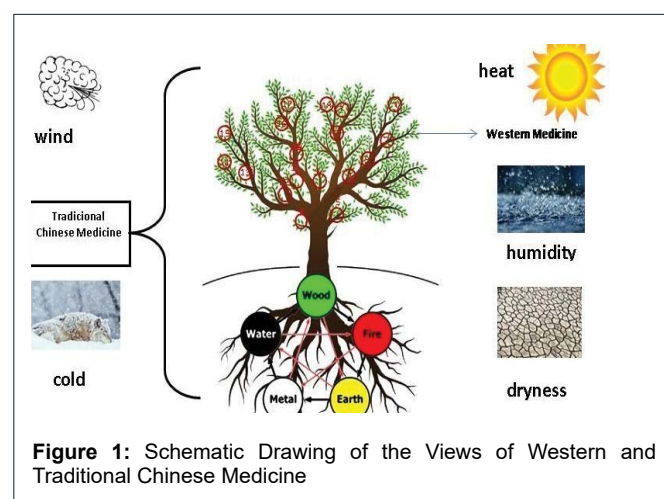 heat
wind
Western Medicine
Traditional
Chinese Medicine
humidity
Wood
Water
Fire
cold
Metal
Earth
dryness
Figure 1: Schematic Drawing of the Views of Western and
Traditional Chinese Medicine